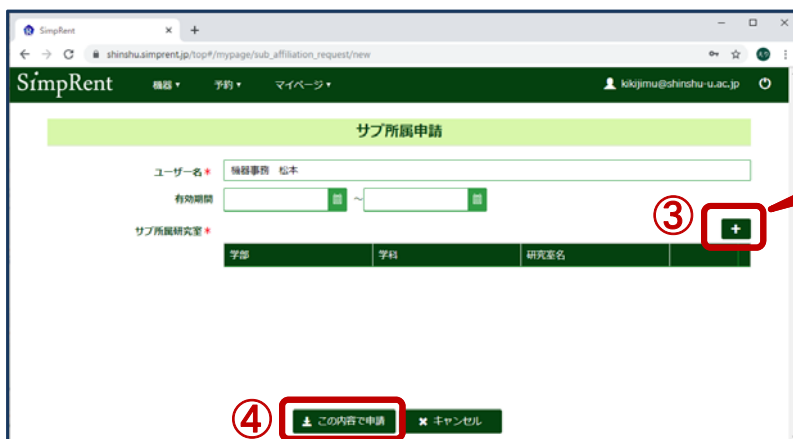 SimpRent
shinshu.simprent.jp/top#/mypage/sub_affiliation_request/new
SimpRent 機器 予約 マイページ kikijimu@shinshu-u.ac.jp
サブ所属申請
ユーザー名* 機器事務 松本
有効期間 ~
③ +
サブ所属研究室*
学部 学科 研究室名
④ この内容で申請 × キャンセル